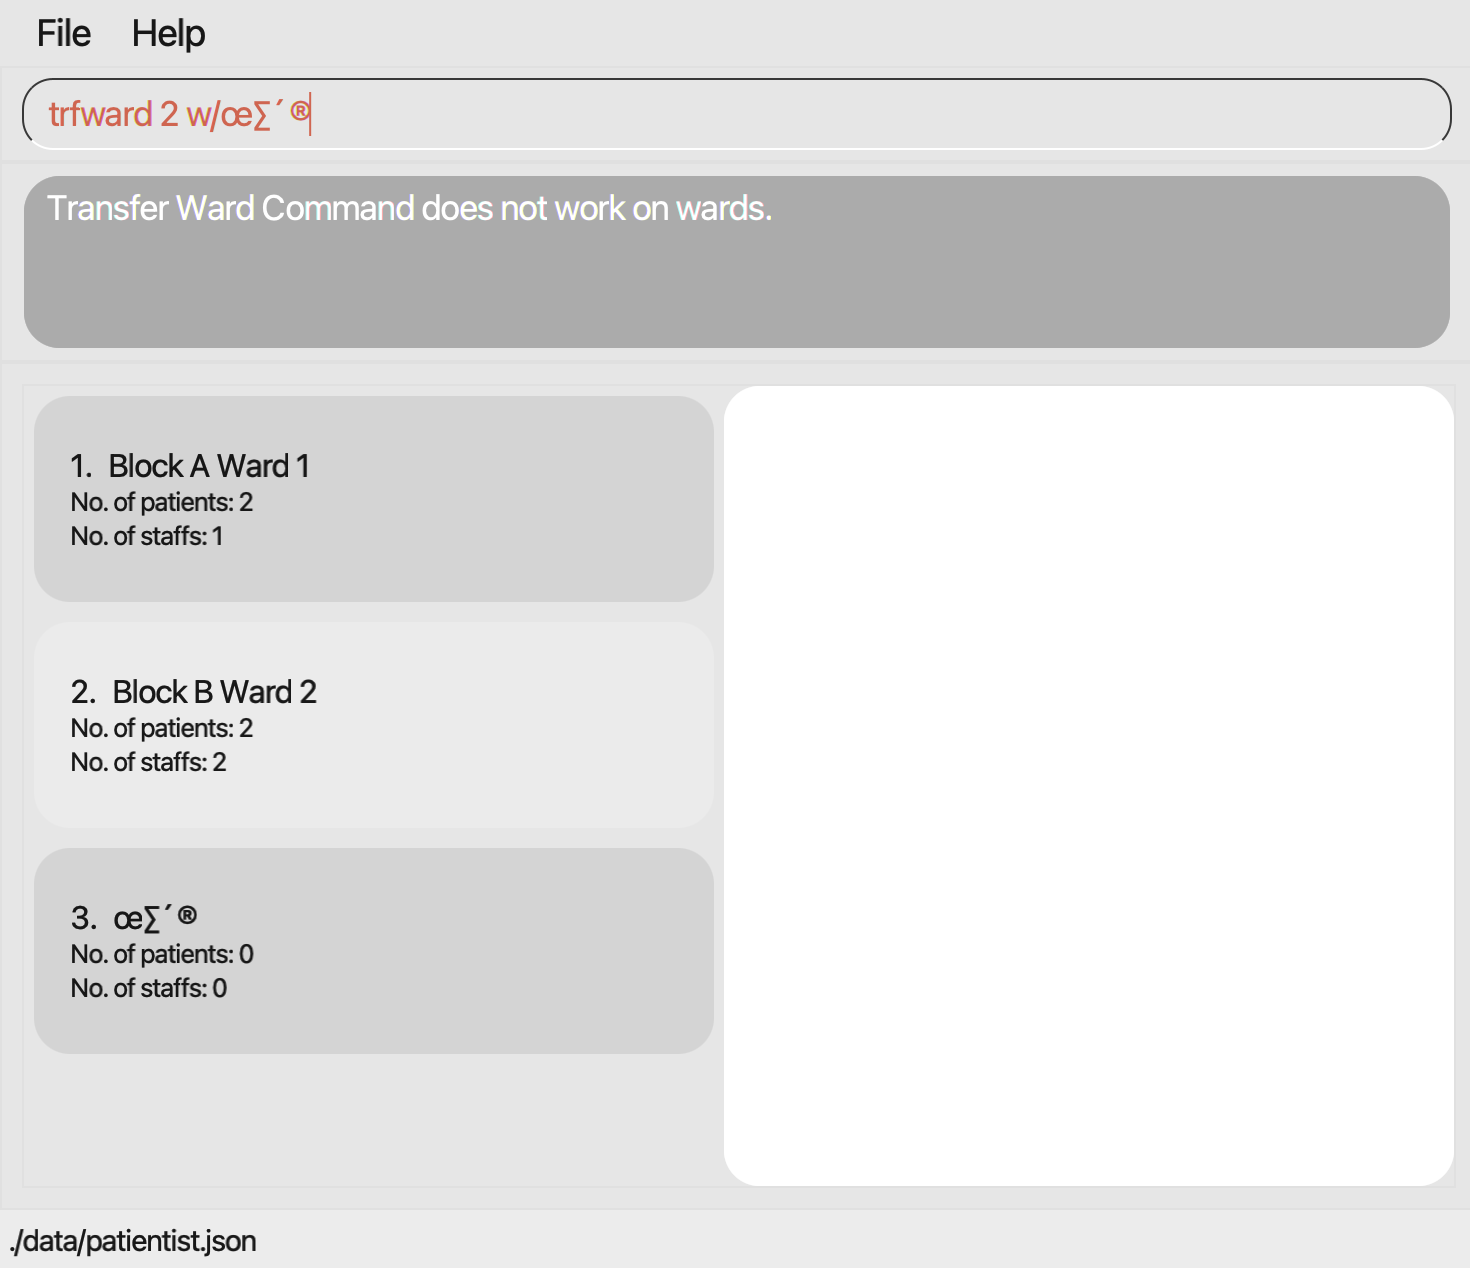 File Help
trfward 2 w/œ∑´®
Transfer Ward Command does not work on wards.
1. Block A Ward 1
No. of patients: 2
No. of staffs: 1
2. Block B Ward 2
No. of patients: 2
No. of staffs: 2
3. œ∑´®
No. of patients: 0
No. of staffs: 0
./data/patientist.json